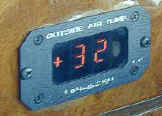 OUTSIDE AIR TEMP.
+ 32